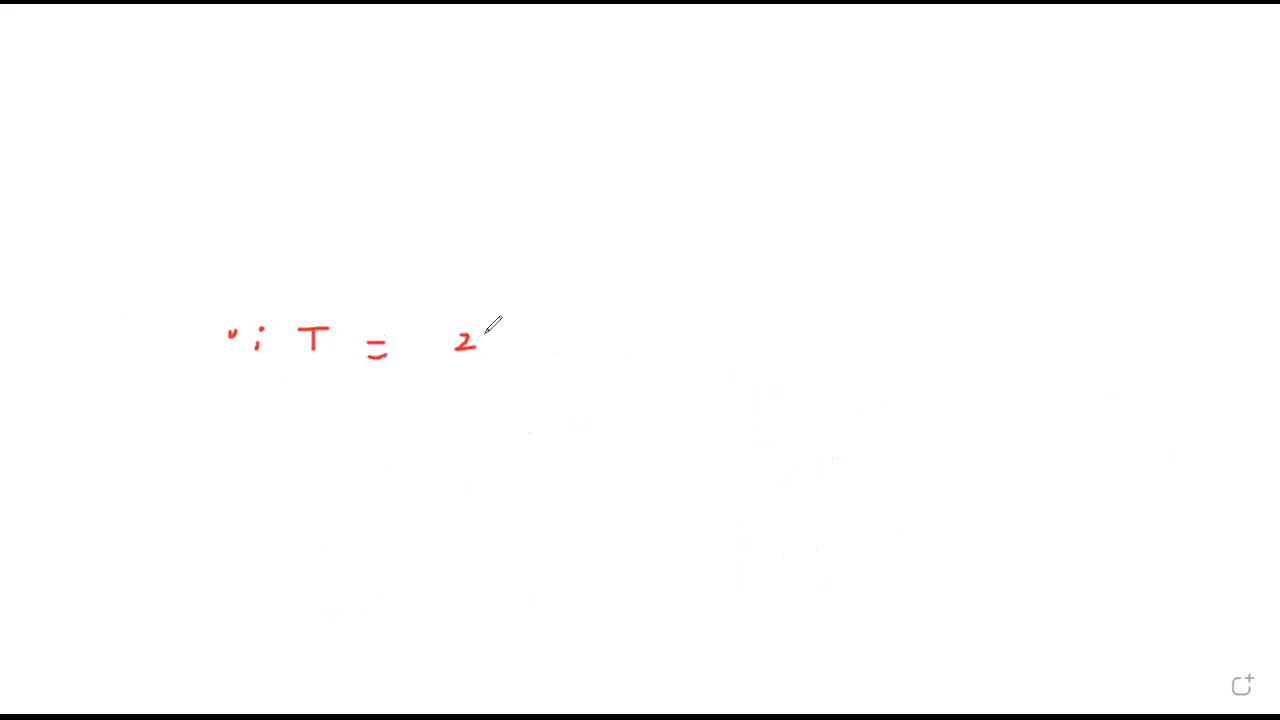 ; T = 2